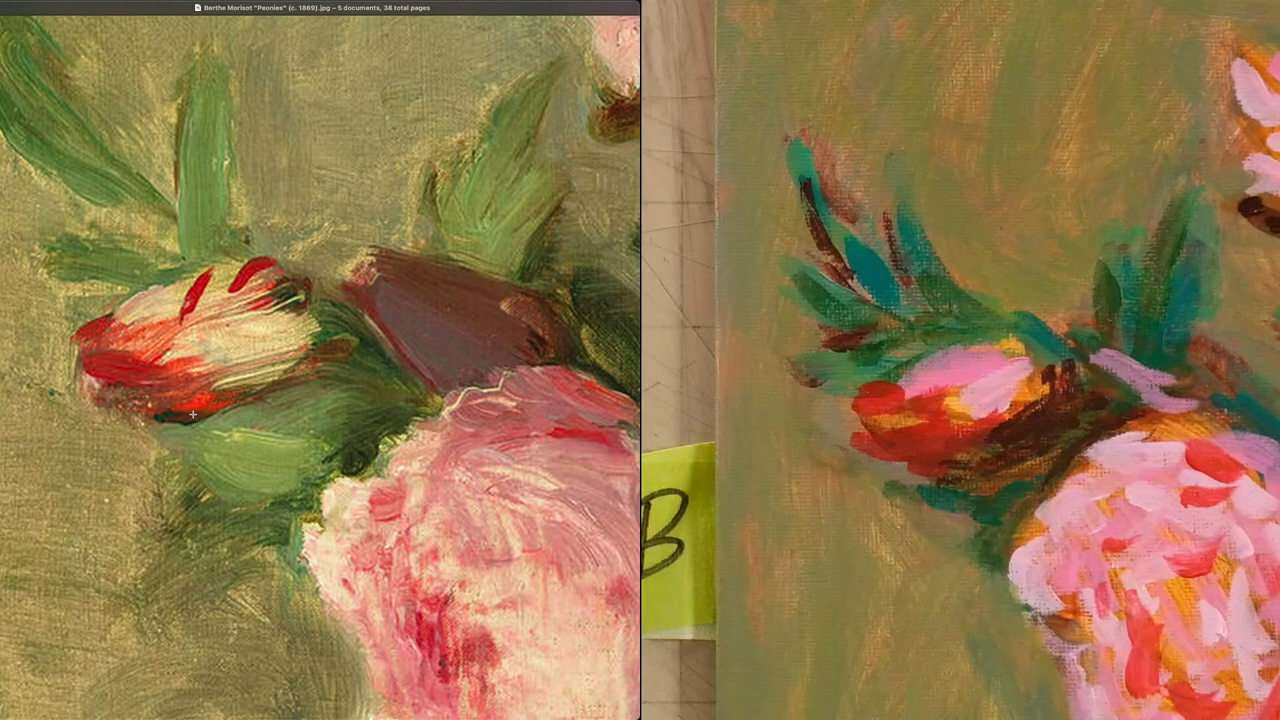 Berthe Morisot "Peonies" (c. 1869).jpg – 5 documents, 38 total pages
B